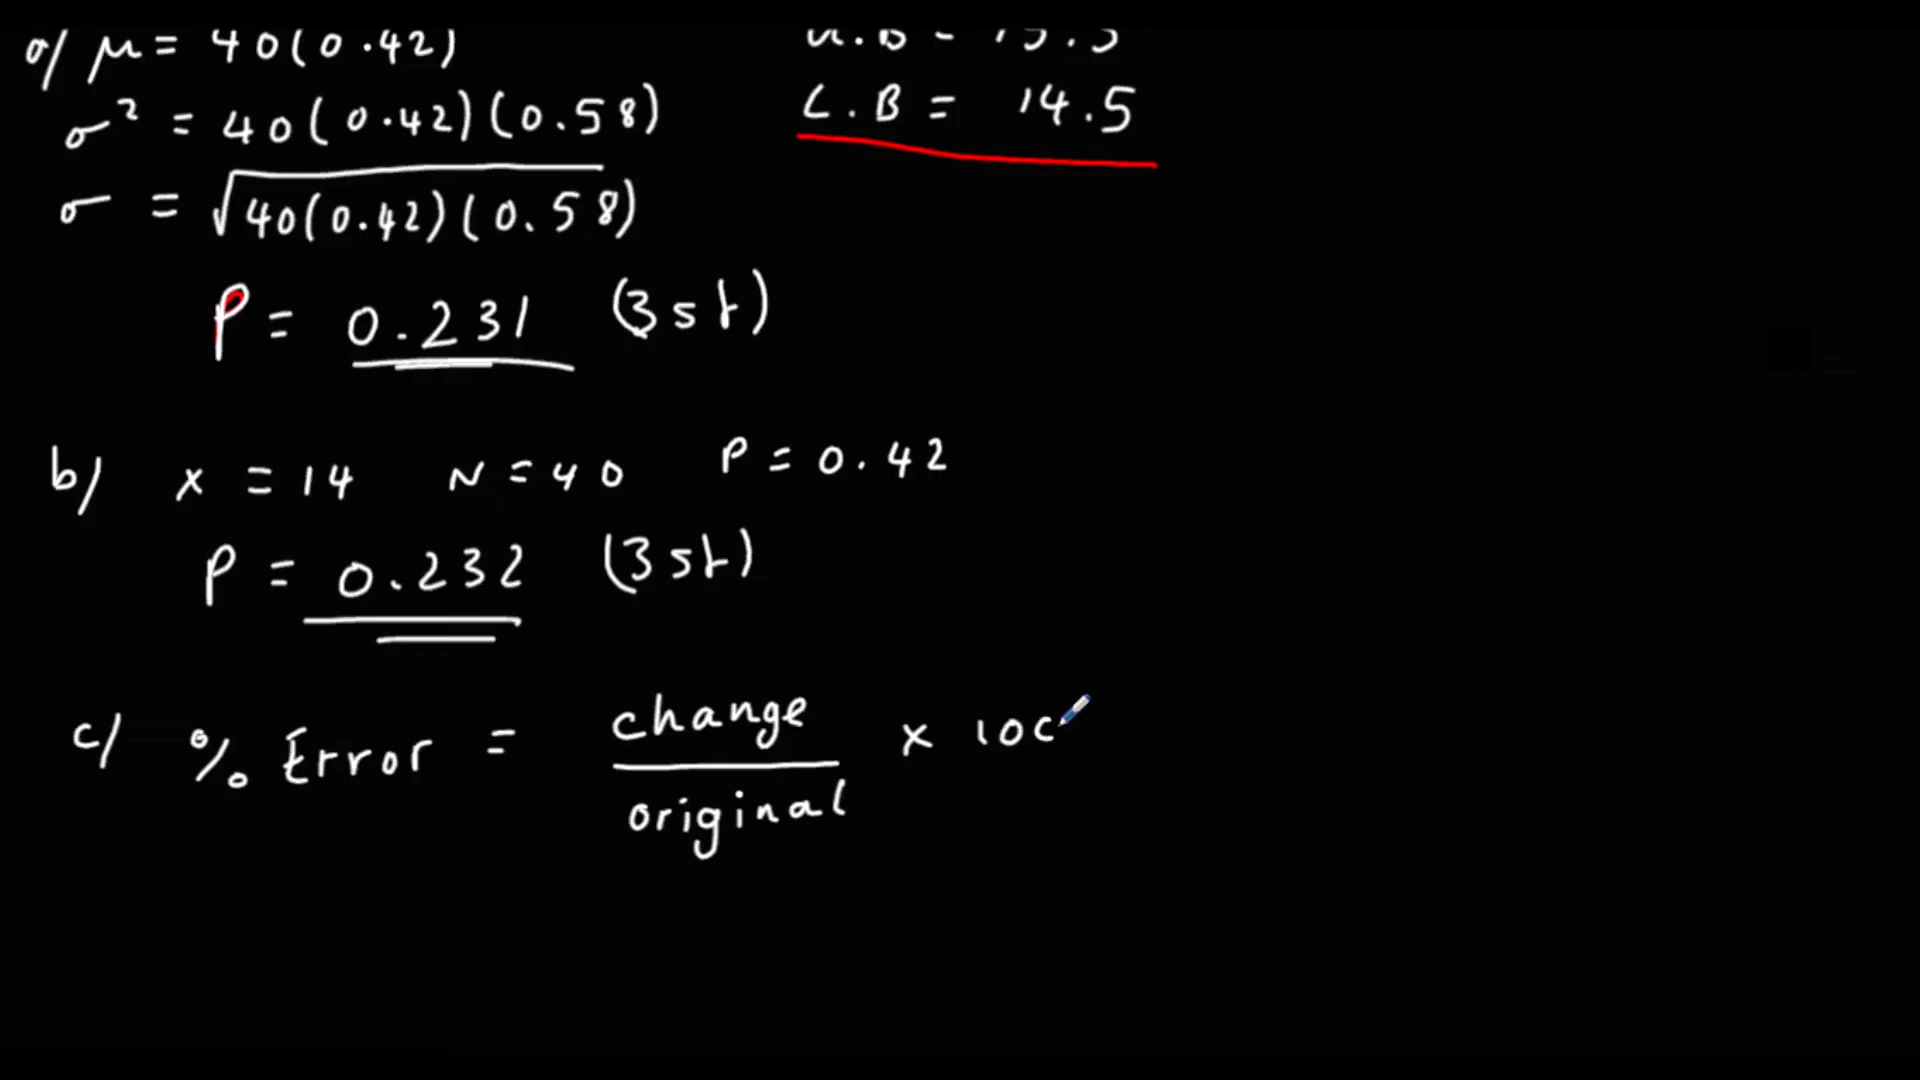 a/ μ = 40(0.42)
σ² = 40(0.42)(0.58)
σ = √40(0.42)(0.58)
P = 0.231 (3sf)
L.B = 14.5
b/ x = 14 N = 40 P = 0.42
P = 0.232 (3sf)
c/ % Error = change
original
× 100